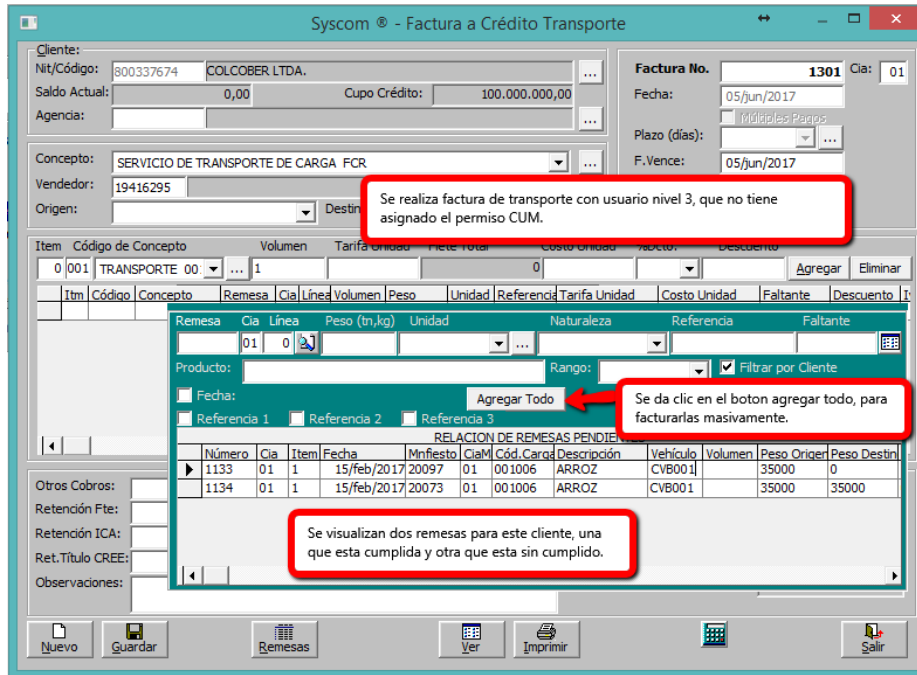 Syscom ® - Factura a Crédito Transporte
Cliente:
Nit/Código: 800337674 COLCOBER LTDA. ...
Saldo Actual: 0,00 Cupo Crédito: 100.000.000,00
Agencia: ...
Factura No. 1301 Cia: 01
Fecha: 05/jun/2017
Múltiples Pagos
Plazo (días): ...
F.Vence: 05/jun/2017
Concepto: SERVICIO DE TRANSPORTE DE CARGA FCR ...
Vendedor: 19416295
Origen: Destin
Se realiza factura de transporte con usuario nivel 3, que no tiene
asignado el permiso CUM.
Item Código de Concepto Volumen Tarifa Unidad Flete Total Costo Unidad %Dcto. Descuento
0 001 TRANSPORTE 00: ... 1 0 Agregar Eliminar
Itm Código Concepto Remesa Cia Línea Volumen Peso Unidad Referencia Tarifa Unidad Costo Unidad Faltante Descuento
Remesa Cia Línea Peso (tn,kg) Unidad Naturaleza Referencia Faltante
01 0 ...
Producto: Rango: Filtrar por Cliente
Fecha: Agregar Todo
Referencia 1 Referencia 2 Referencia 3
Se da clic en el boton agregar todo, para
facturarlas masivamente.
RELACION DE REMESAS PENDIENTES
Número Cia Item Fecha Mnfiesto CiaM Cód.Carga Descripción Vehículo Volumen Peso Origen Peso Destin
1133 01 1 15/feb/2017 20097 01 001006 ARROZ CVB001 35000 0
1134 01 1 15/feb/2017 20073 01 001006 ARROZ CVB001 35000 35000
Se visualizan dos remesas para este cliente, una
que esta cumplida y otra que esta sin cumplido.
Otros Cobros:
Retención Fte:
Retención ICA:
Ret.Título CREE:
Observaciones:
Nuevo Guardar Remesas Ver Imprimir Salir